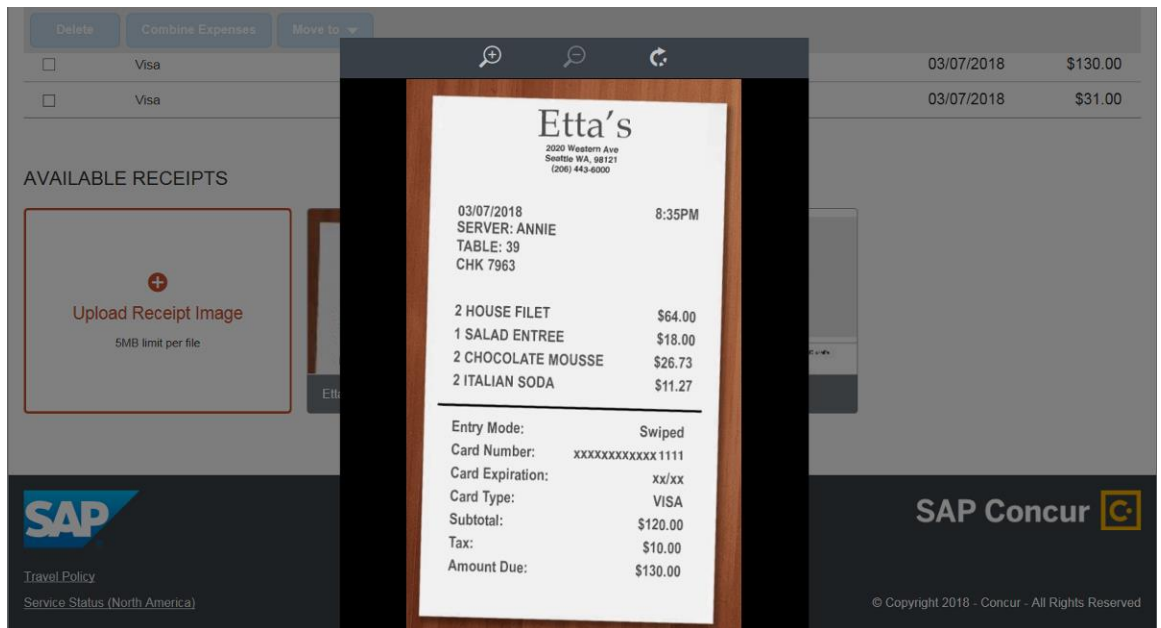 Delete Combine Expenses Move to
Visa 03/07/2018 $130.00
Visa 03/07/2018 $31.00
AVAILABLE RECEIPTS
Upload Receipt Image
5MB limit per file
Etta's
2020 Western Ave
Seattle WA, 98121
(206) 443-6000
03/07/2018 8:35PM
SERVER: ANNIE
TABLE: 39
CHK 7963
2 HOUSE FILET $64.00
1 SALAD ENTREE $18.00
2 CHOCOLATE MOUSSE $26.73
2 ITALIAN SODA $11.27
Entry Mode: Swiped
Card Number: xxxxxxxxxxxx1111
Card Expiration: xx/xx
Card Type: VISA
Subtotal: $120.00
Tax: $10.00
Amount Due: $130.00
SAP
SAP Concur
Travel Policy
Service Status (North America)
© Copyright 2018 - Concur - All Rights Reserved